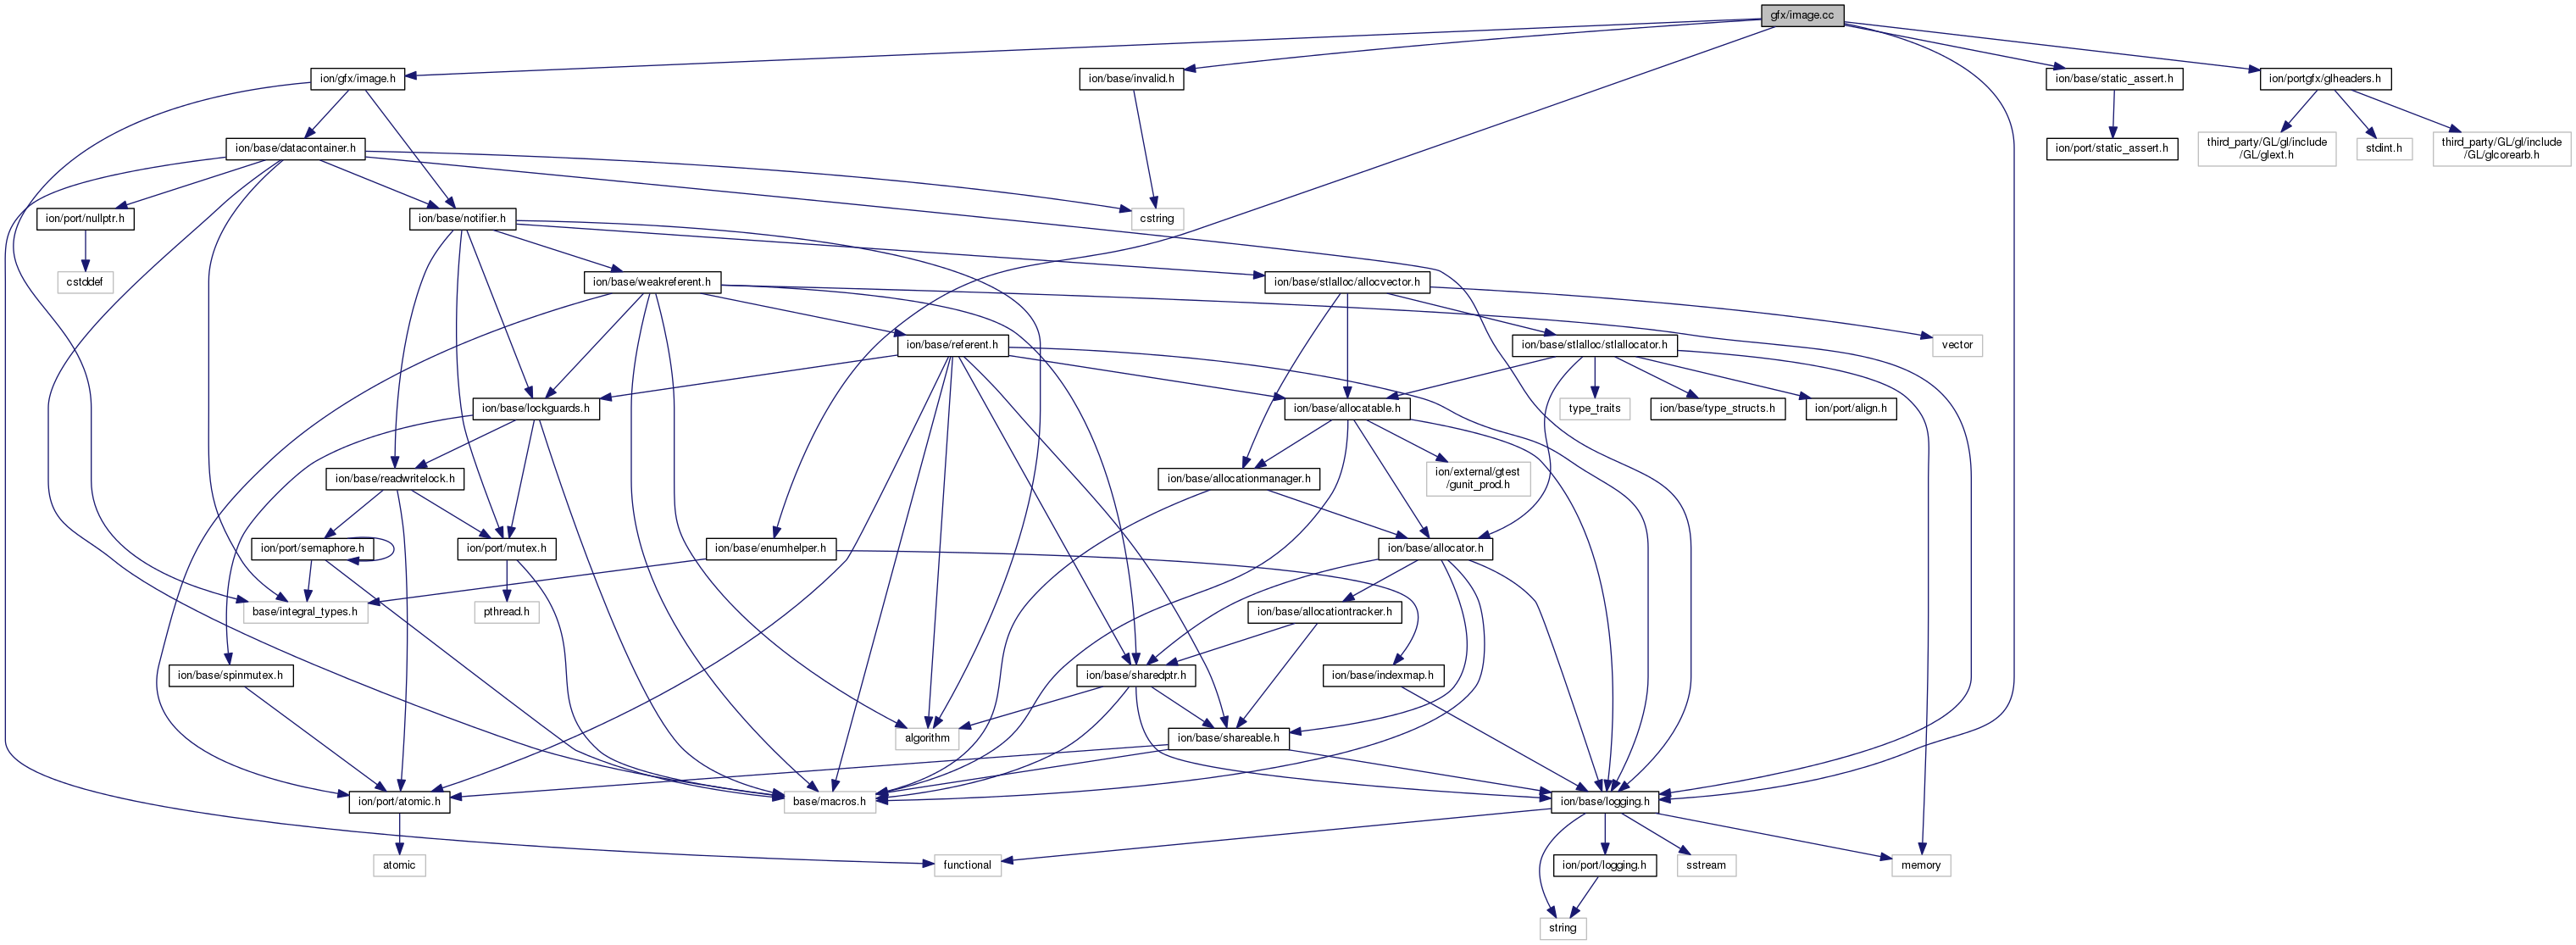 gfx/image.cc
ion/gfx/image.h
ion/base/invalid.h
ion/base/static_assert.h
ion/portgfx/glheaders.h
ion/base/datacontainer.h
ion/port/static_assert.h
third_party/GL/gl/include
/GL/glext.h
stdint.h
third_party/GL/gl/include
/GL/glcorearb.h
ion/port/nullptr.h
ion/base/notifier.h
cstring
cstddef
ion/base/weakreferent.h
ion/base/stlalloc/allocvector.h
ion/base/referent.h
ion/base/stlalloc/stlallocator.h
vector
ion/base/lockguards.h
ion/base/allocatable.h
type_traits
ion/base/type_structs.h
ion/port/align.h
ion/base/readwritelock.h
ion/base/allocationmanager.h
ion/external/gtest
/gunit_prod.h
ion/port/semaphore.h
ion/port/mutex.h
ion/base/enumhelper.h
ion/base/allocator.h
base/integral_types.h
pthread.h
ion/base/allocationtracker.h
ion/base/spinmutex.h
ion/base/sharedptr.h
ion/base/indexmap.h
algorithm
ion/base/shareable.h
ion/port/atomic.h
base/macros.h
ion/base/logging.h
atomic
functional
ion/port/logging.h
sstream
memory
string